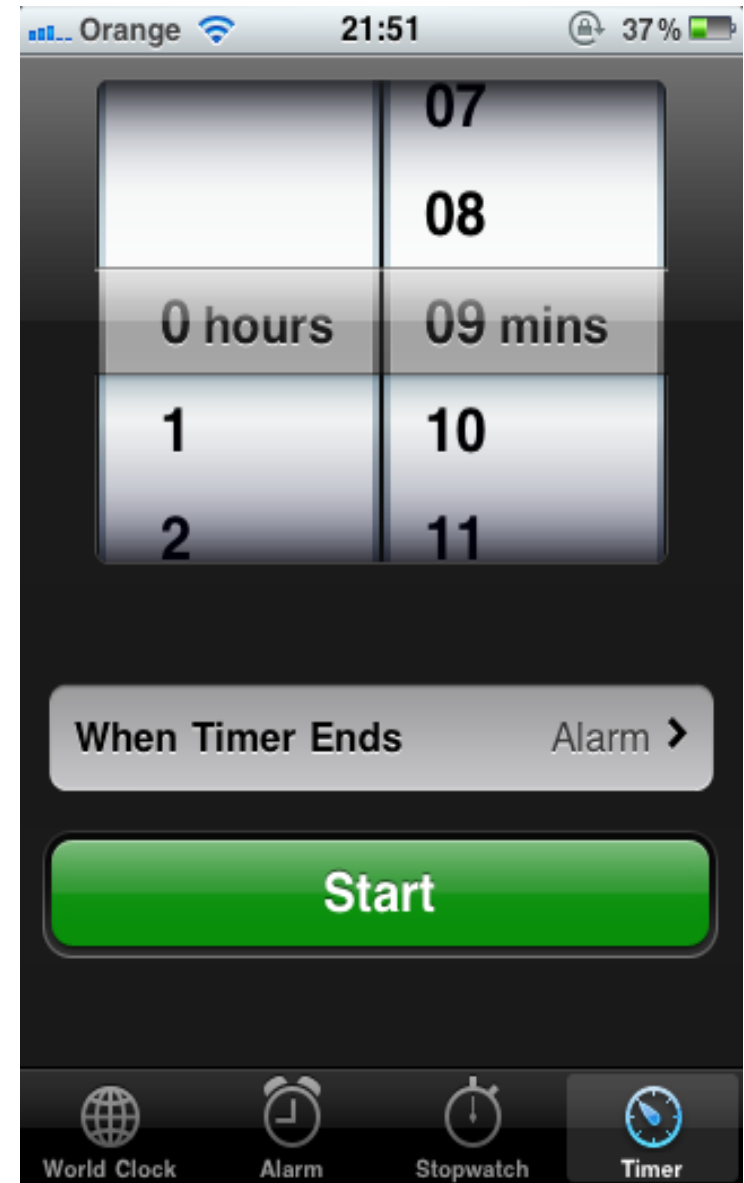 Orange 21:51 37%
07
08
0 hours 09 mins
1 10
2 11
When Timer Ends Alarm
Start
World Clock Alarm Stopwatch Timer